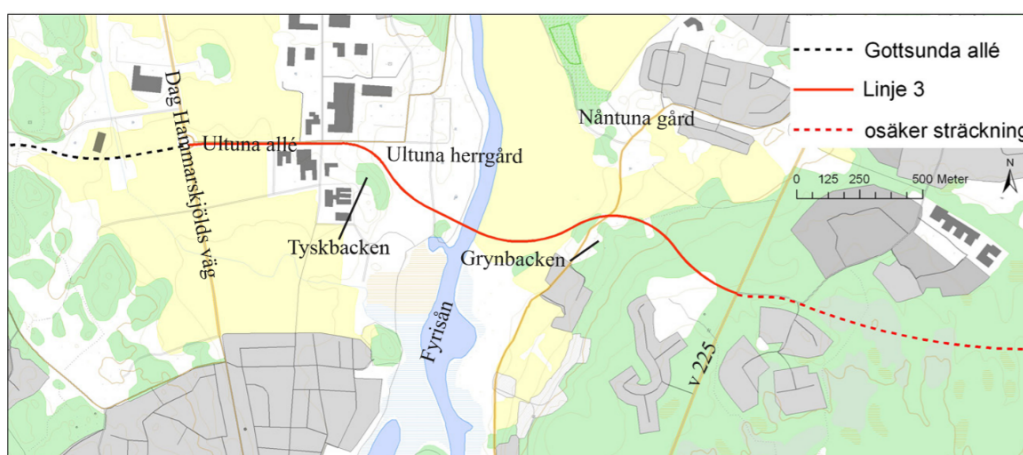 Gottsunda allé
Linje 3
osäker sträckning
0 125 250 500 Meter
N
Dag Hammarskjölds väg
Ultuna allé
Ultuna herrgård
Nåntuna gård
Tyskbacken
Grynbacken
Fyrisån
v 225